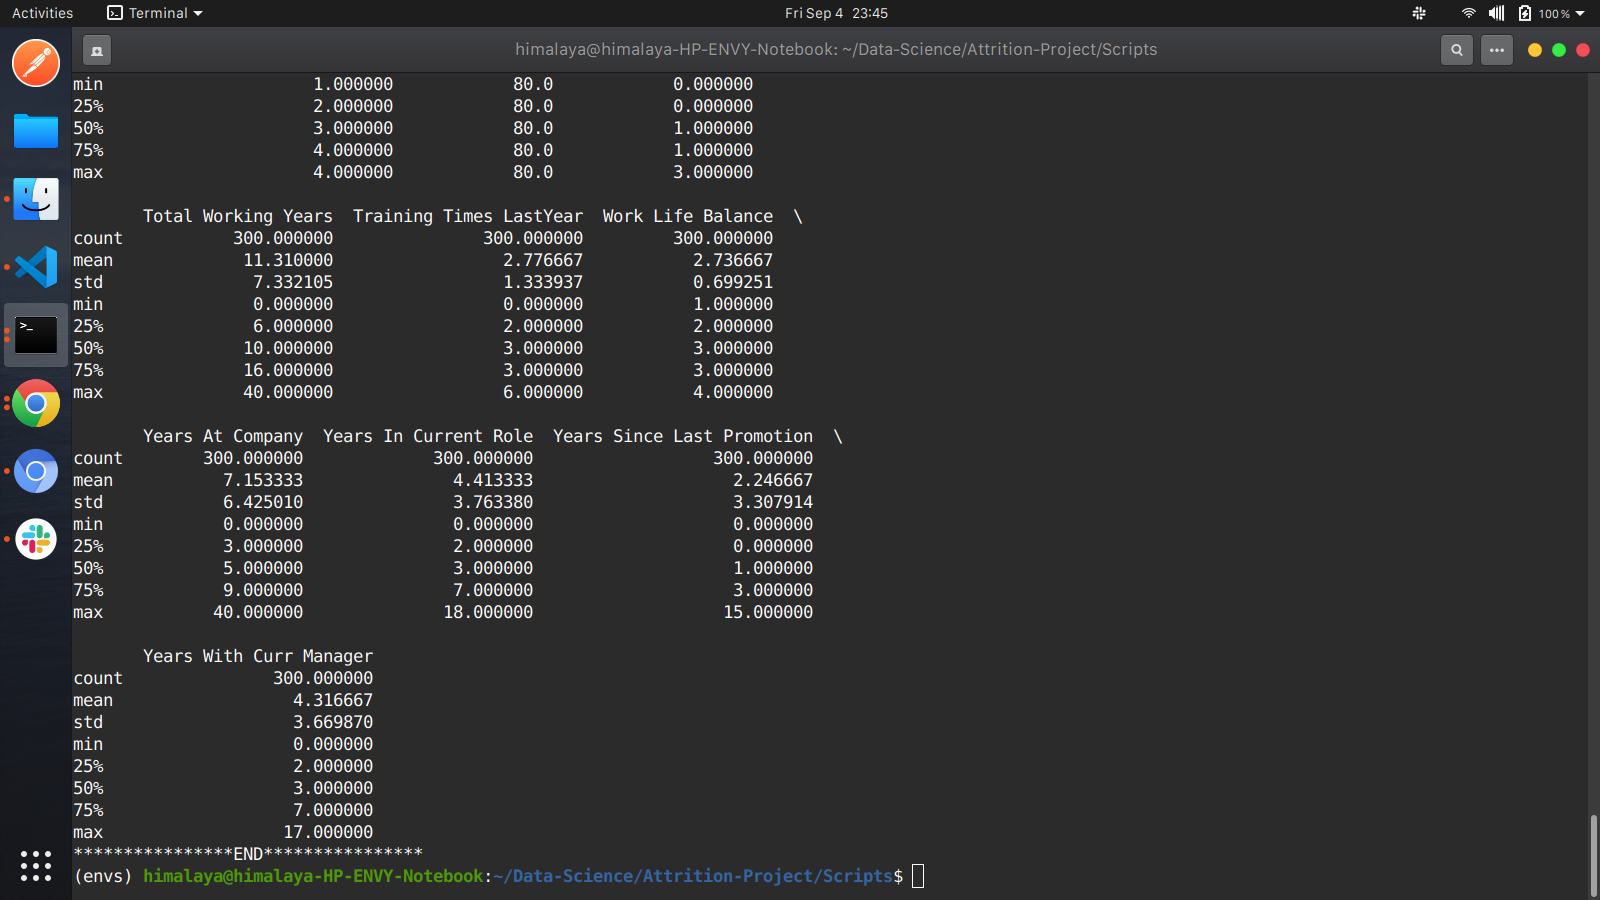 Activities Terminal Fri Sep 4 23:45 100%
himalaya@himalaya-HP-ENVY-Notebook: ~/Data-Science/Attrition-Project/Scripts
min 1.000000 80.0 0.000000
25% 2.000000 80.0 0.000000
50% 3.000000 80.0 1.000000
75% 4.000000 80.0 1.000000
max 4.000000 80.0 3.000000
Total Working Years Training Times LastYear Work Life Balance \
count 300.000000 300.000000 300.000000
mean 11.310000 2.776667 2.736667
std 7.332105 1.333937 0.699251
min 0.000000 0.000000 1.000000
25% 6.000000 2.000000 2.000000
50% 10.000000 3.000000 3.000000
75% 16.000000 3.000000 3.000000
max 40.000000 6.000000 4.000000
Years At Company Years In Current Role Years Since Last Promotion \
count 300.000000 300.000000 300.000000
mean 7.153333 4.413333 2.246667
std 6.425010 3.763380 3.307914
min 0.000000 0.000000 0.000000
25% 3.000000 2.000000 0.000000
50% 5.000000 3.000000 1.000000
75% 9.000000 7.000000 3.000000
max 40.000000 18.000000 15.000000
Years With Curr Manager
count 300.000000
mean 4.316667
std 3.669870
min 0.000000
25% 2.000000
50% 3.000000
75% 7.000000
max 17.000000
****************END****************
(envs) himalaya@himalaya-HP-ENVY-Notebook:~/Data-Science/Attrition-Project/Scripts$